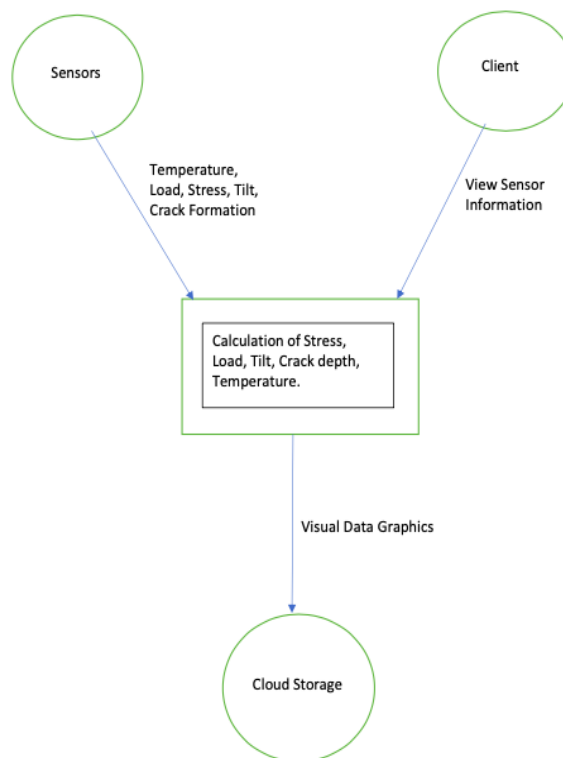 Sensors
Client
Temperature,
Load, Stress, Tilt,
Crack Formation
View Sensor
Information
Calculation of Stress,
Load, Tilt, Crack depth,
Temperature.
Visual Data Graphics
Cloud Storage